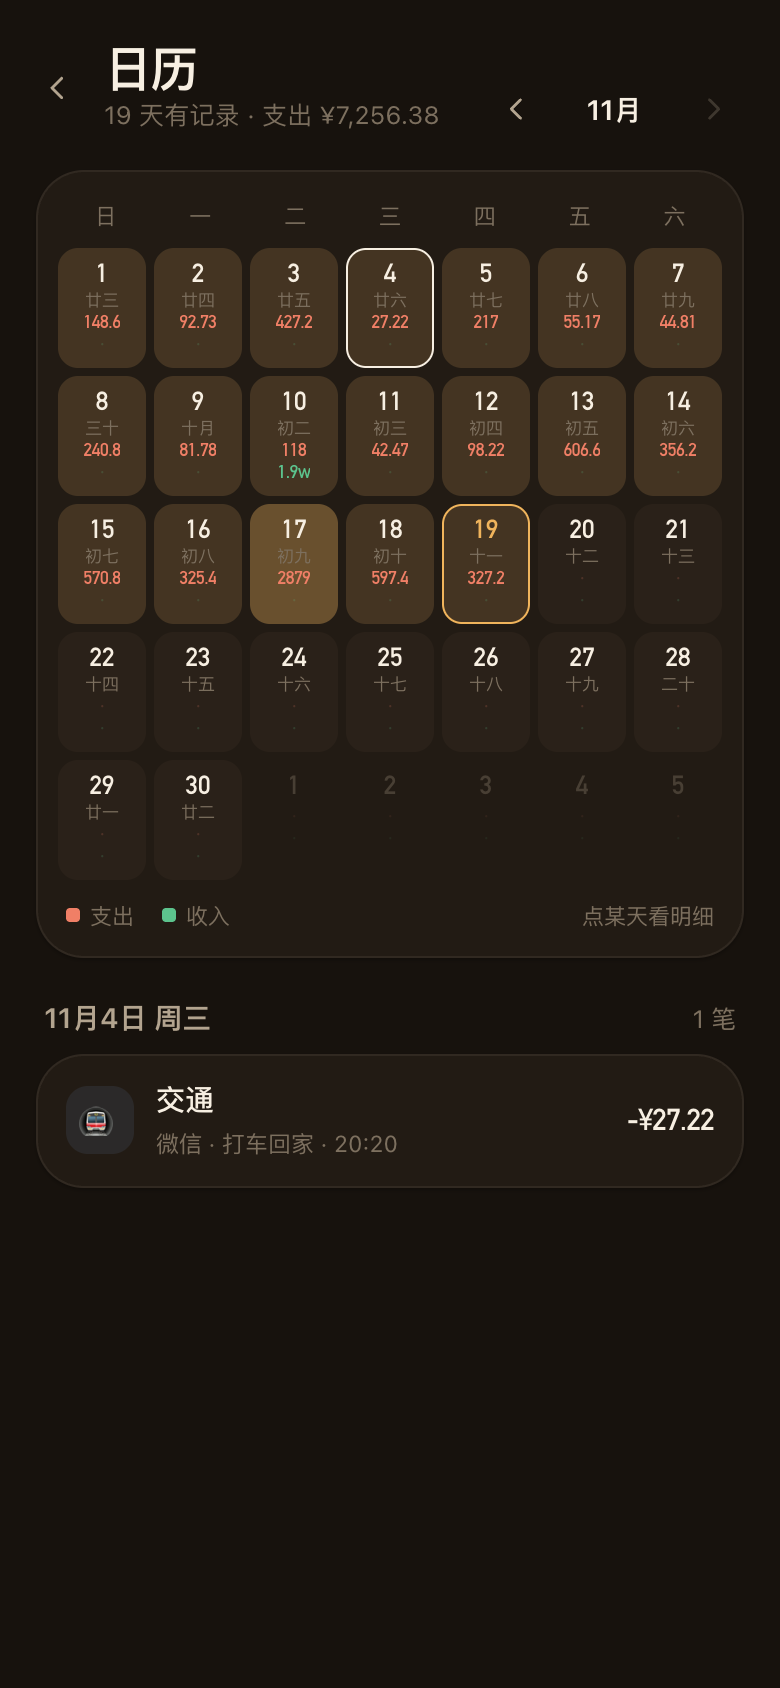 日历
19 天有记录 · 支出 ¥7,256.38
11月
日 一 二 三 四 五 六
1 2 3 4 5 6 7
廿三 廿四 廿五 廿六 廿七 廿八 廿九
148.6 92.73 427.2 27.22 217 55.17 44.81
8 9 10 11 12 13 14
三十 十月 初二 初三 初四 初五 初六
240.8 81.78 118 42.47 98.22 606.6 356.2
1.9w
15 16 17 18 19 20 21
初七 初八 初九 初十 十一 十二 十三
570.8 325.4 2879 597.4 327.2
22 23 24 25 26 27 28
十四 十五 十六 十七 十八 十九 二十
29 30 1 2 3 4 5
廿一 廿二
支出 收入 点某天看明细
11月4日 周三 1 笔
交通
-¥27.22
微信 · 打车回家 · 20:20